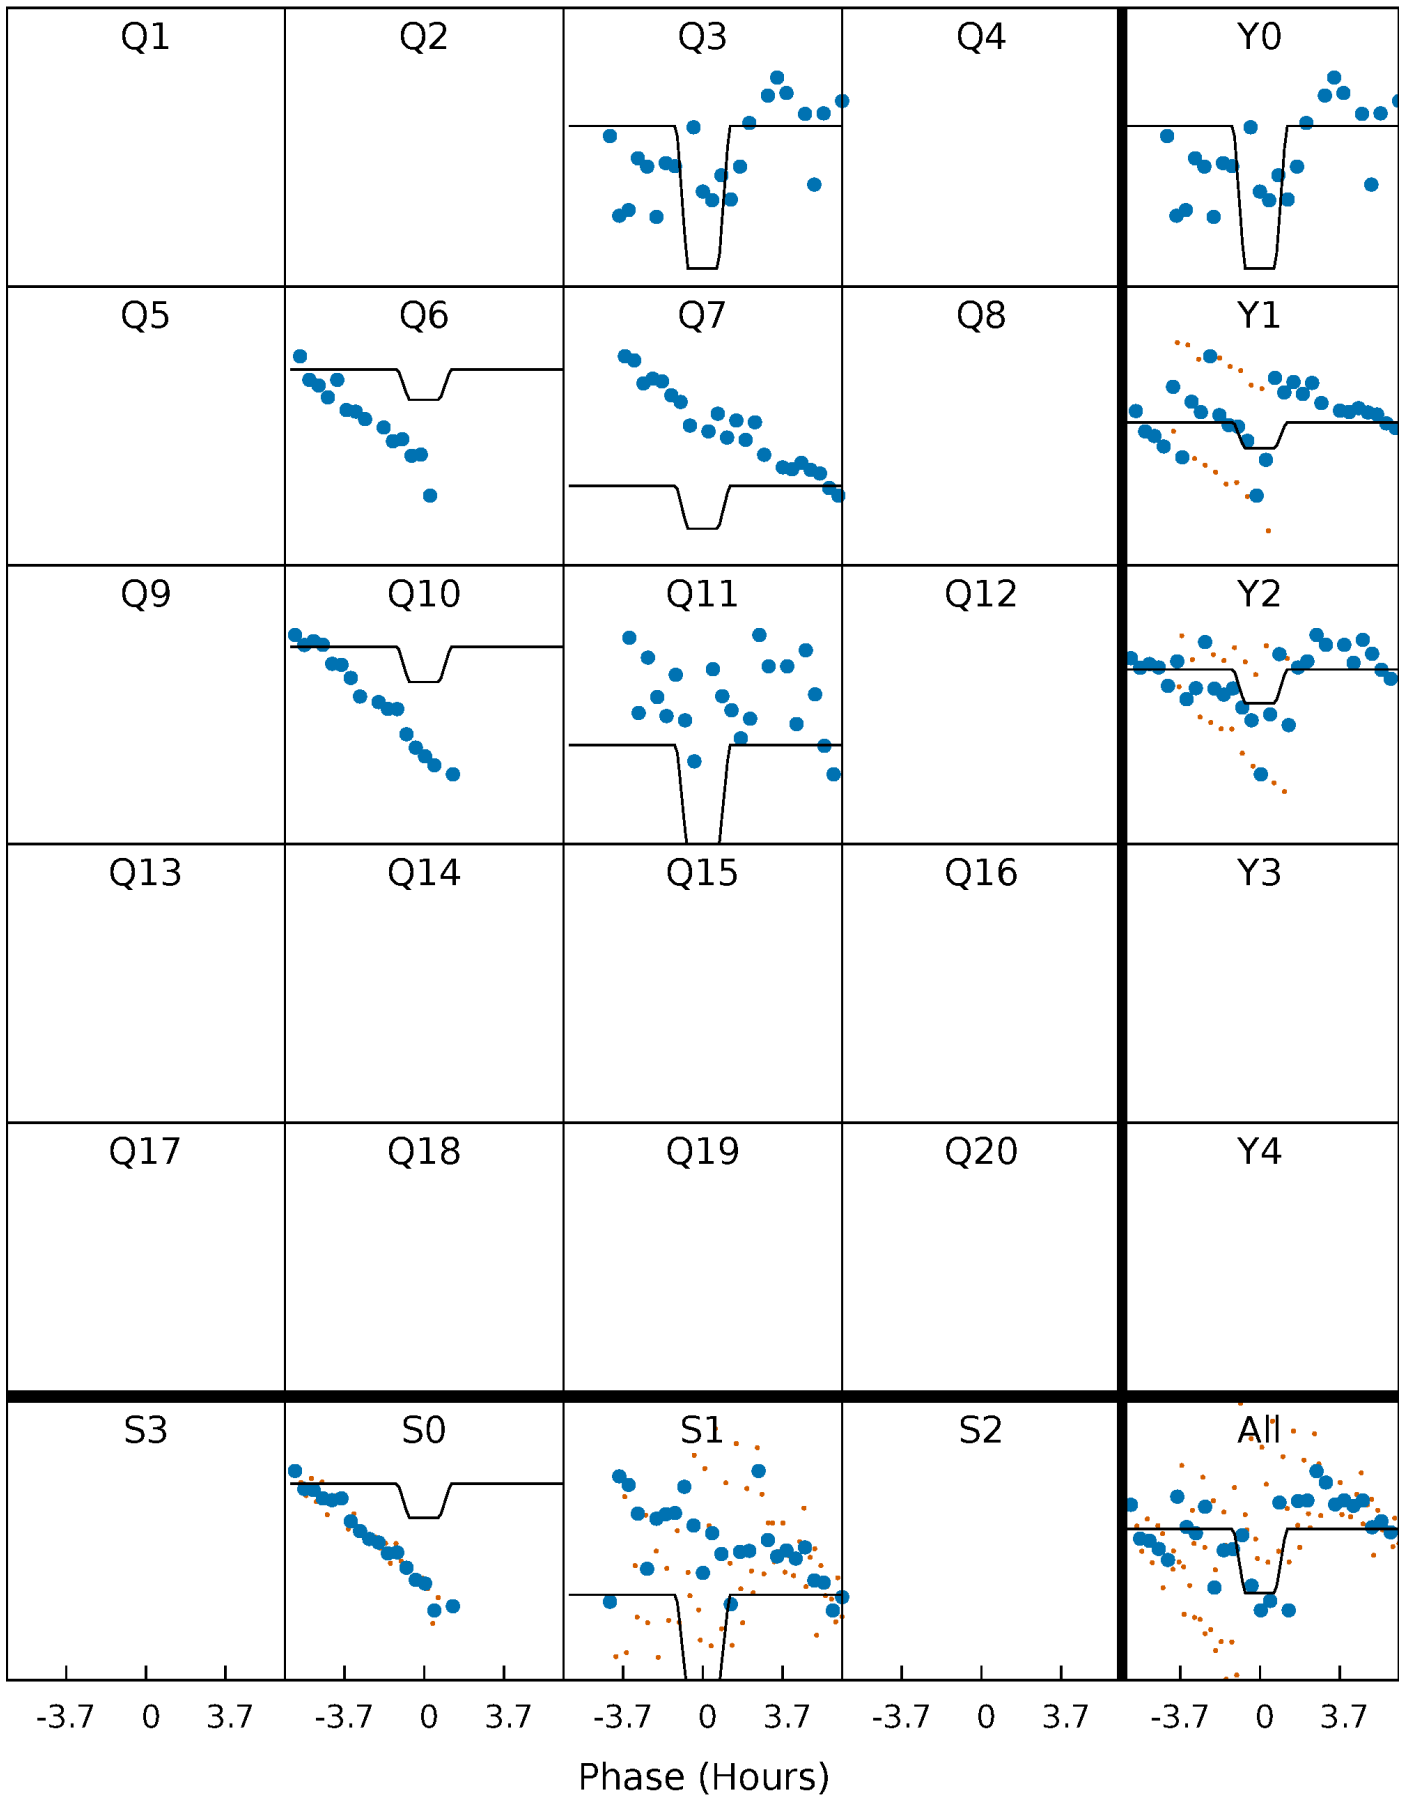 Q1 Q2 Q3 Q4 Y0
Q5 Q6 Q7 Q8 Y1
Q9 Q10 Q11 Q12 Y2
Q13 Q14 Q15 Q16 Y3
Q17 Q18 Q19 Q20 Y4
S3 S0 S1 S2 All
-3.7 0 3.7 -3.7 0 3.7 -3.7 0 3.7 -3.7 0 3.7 -3.7 0 3.7
Phase (Hours)